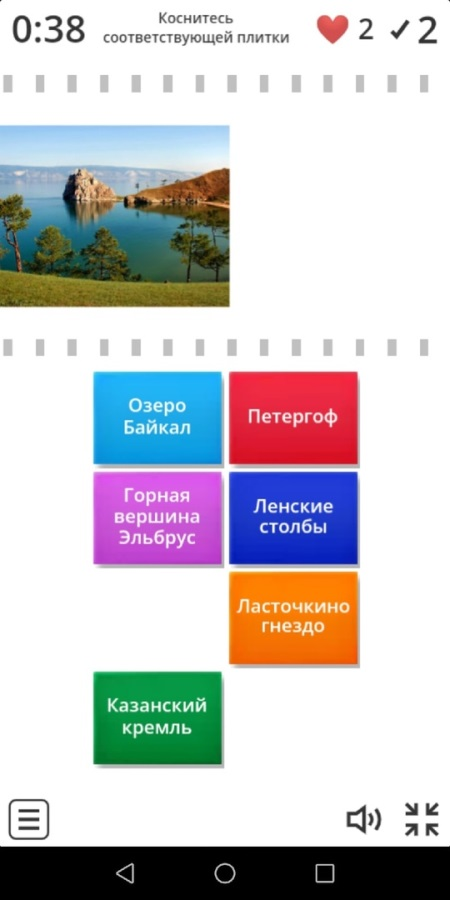 0:38
Коснитесь
соответствующей плитки
2
2
Озеро
Байкал
Петергоф
Горная
вершина
Эльбрус
Ленские
столбы
Ласточкино
гнездо
Казанский
кремль